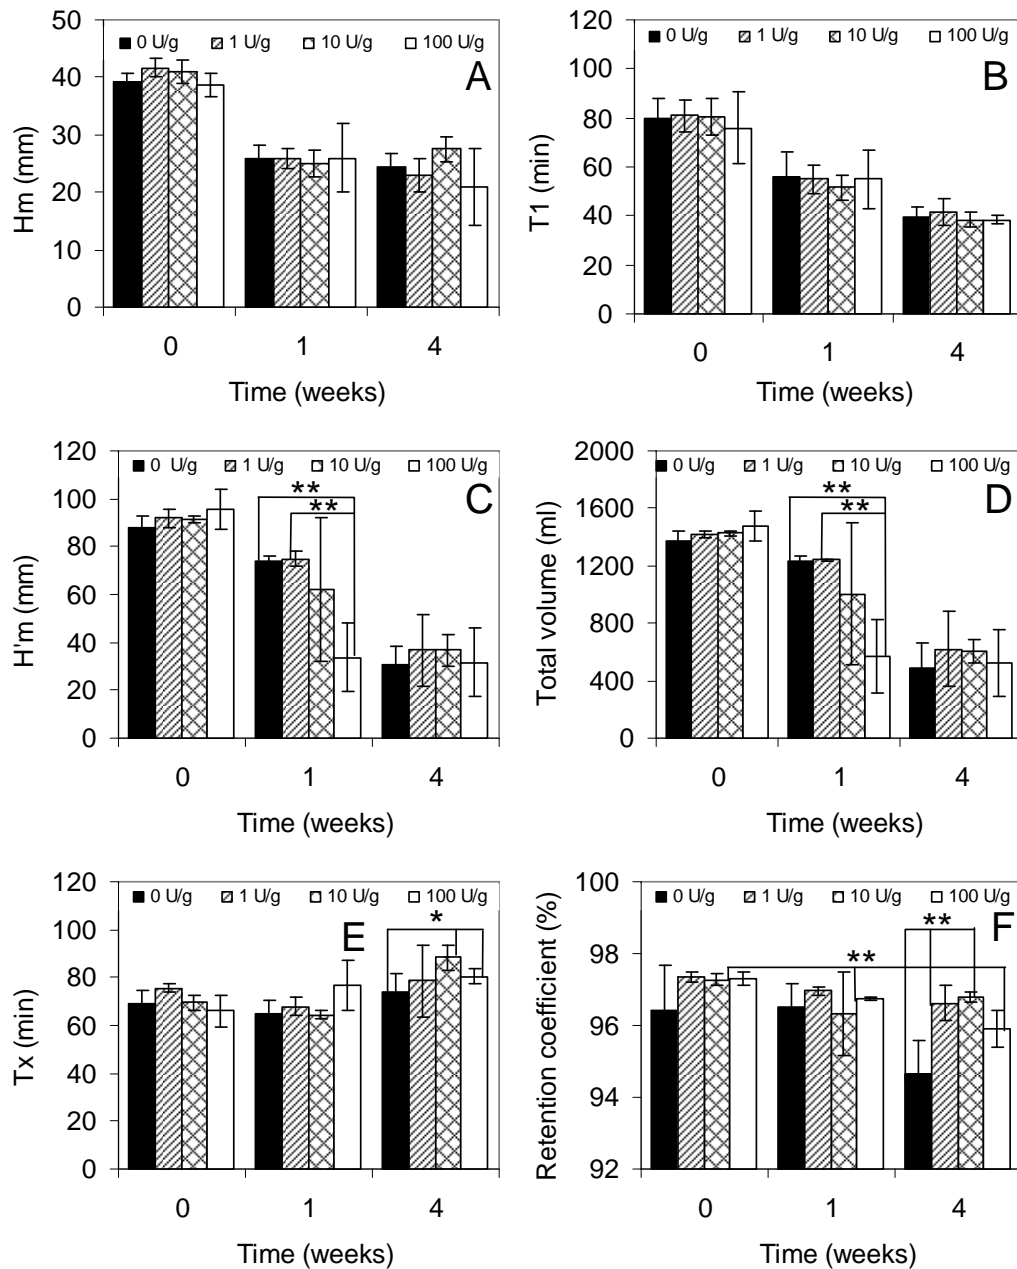 50
40
30
20
10
0
Hm (mm)
0 U/g 1 U/g 10 U/g 100 U/g
A
0 1 4
Time (weeks)
120
100
80
60
40
20
0
T1 (min)
0 U/g 1 U/g 10 U/g 100 U/g
B
0 1 4
Time (weeks)
120
100
80
60
40
20
0
H'm (mm)
0 U/g 1 U/g 10 U/g 100 U/g
C
**
**
0 1 4
Time (weeks)
2000
1600
1200
800
400
0
Total volume (ml)
0 U/g 1 U/g 10 U/g 100 U/g
D
**
**
0 1 4
Time (weeks)
120
100
80
60
40
20
0
Tx (min)
0 U/g 1 U/g 10 U/g 100 U/g
E
*
0 1 4
Time (weeks)
100
98
96
94
92
Retention coefficient (%)
0 U/g 1 U/g 10 U/g 100 U/g
F
**
**
0 1 4
Time (weeks)